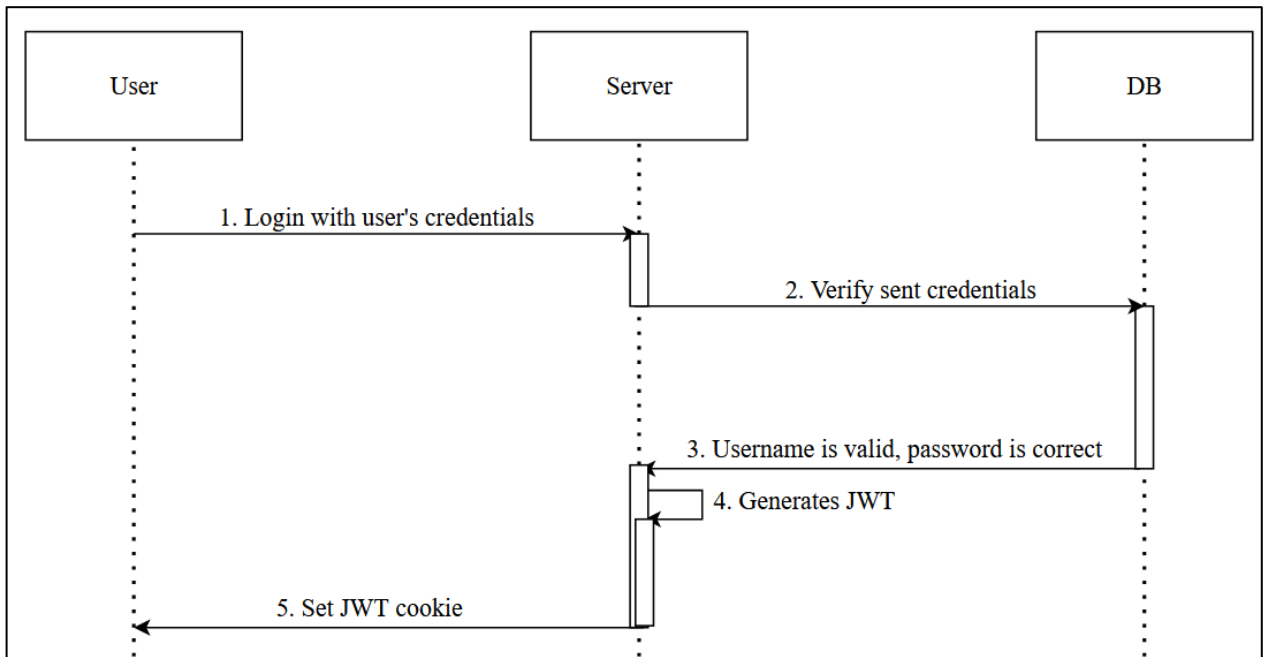 User
Server
DB
1. Login with user's credentials
2. Verify sent credentials
3. Username is valid, password is correct
4. Generates JWT
5. Set JWT cookie